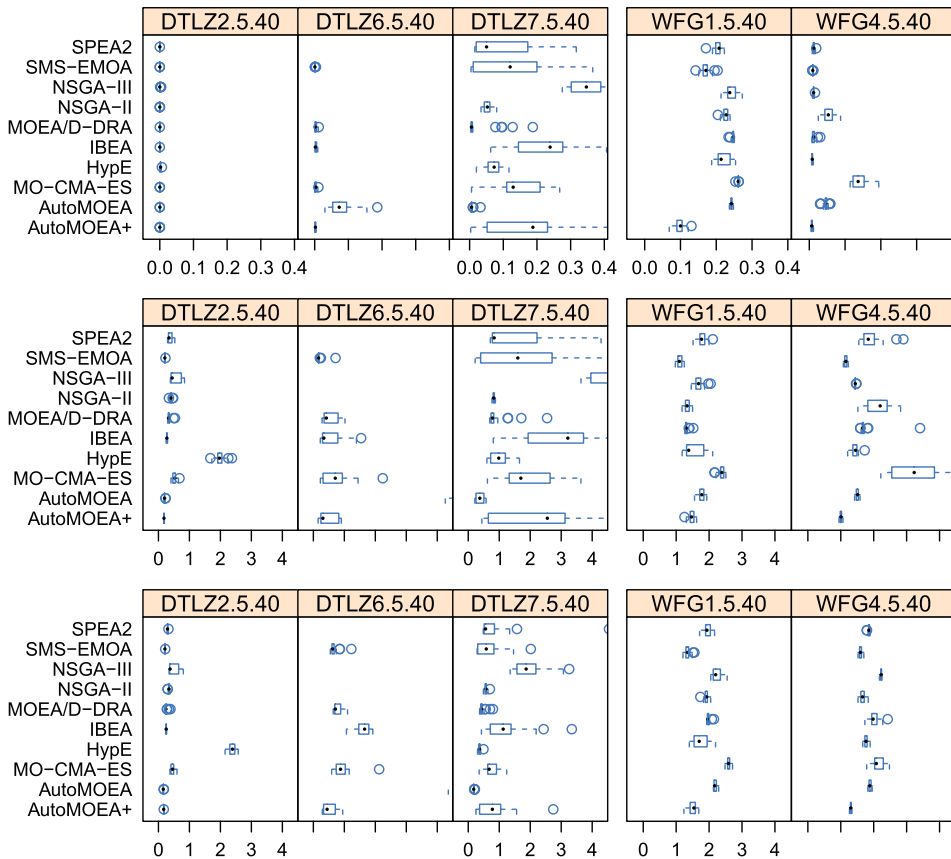 DTLZ2.5.40 DTLZ6.5.40 DTLZ7.5.40 WFG1.5.40 WFG4.5.40
SPEA2
SMS−EMOA
NSGA−III
NSGA−II
MOEA/D−DRA
IBEA
HypE
MO−CMA−ES
AutoMOEA
AutoMOEA+
0.0 0.1 0.2 0.3 0.4 0.0 0.1 0.2 0.3 0.4 0.0 0.1 0.2 0.3 0.4
DTLZ2.5.40 DTLZ6.5.40 DTLZ7.5.40 WFG1.5.40 WFG4.5.40
SPEA2
SMS−EMOA
NSGA−III
NSGA−II
MOEA/D−DRA
IBEA
HypE
MO−CMA−ES
AutoMOEA
AutoMOEA+
0 1 2 3 4 0 1 2 3 4 0 1 2 3 4
DTLZ2.5.40 DTLZ6.5.40 DTLZ7.5.40 WFG1.5.40 WFG4.5.40
SPEA2
SMS−EMOA
NSGA−III
NSGA−II
MOEA/D−DRA
IBEA
HypE
MO−CMA−ES
AutoMOEA
AutoMOEA+
0 1 2 3 4 0 1 2 3 4 0 1 2 3 4